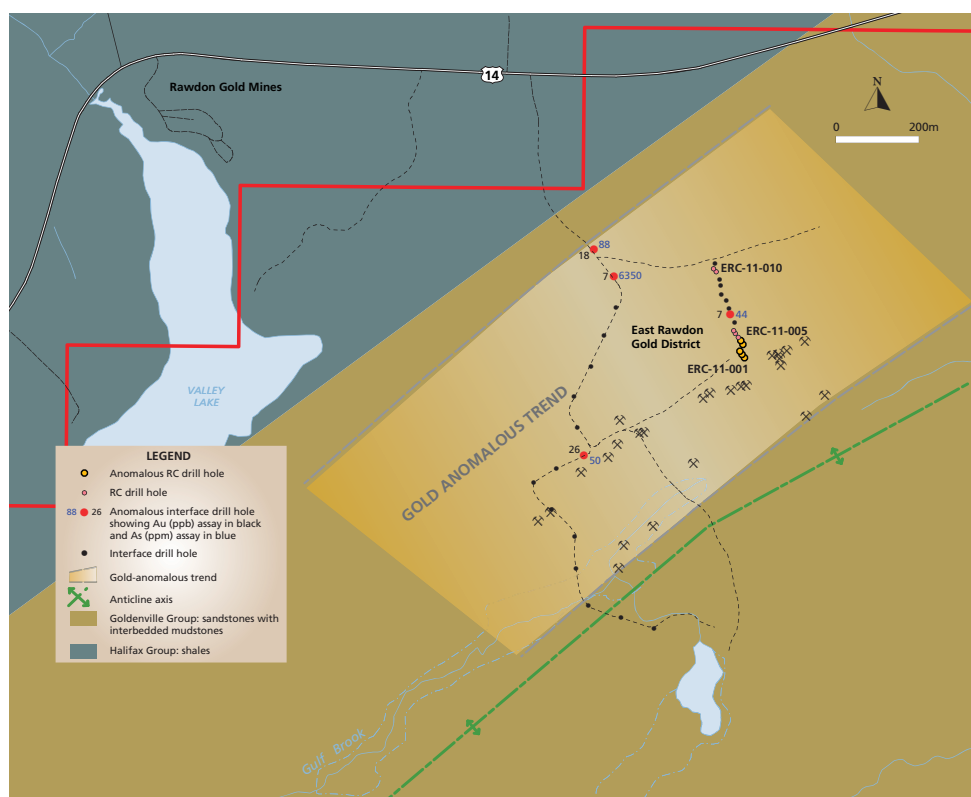 14
Rawdon Gold Mines
N
0 200m
88
18
7 6350
ERC-11-010
7 44
East Rawdon
Gold District
ERC-11-005
ERC-11-001
VALLEY
LAKE
GOLD ANOMALOUS TREND
26
50
LEGEND
Anomalous RC drill hole
RC drill hole
88 26 Anomalous interface drill hole
showing Au (ppb) assay in black
and As (ppm) assay in blue
Interface drill hole
Gold-anomalous trend
Anticline axis
Goldenville Group: sandstones with
interbedded mudstones
Halifax Group: shales
Gulf Brook